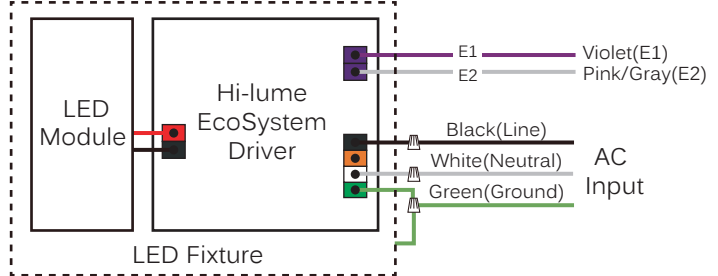 E1
Violet(E1)
E2
Pink/Gray(E2)
LED
Module
Hi-lume
EcoSystem
Driver
Black(Line)
White(Neutral)
Green(Ground)
AC
Input
LED Fixture